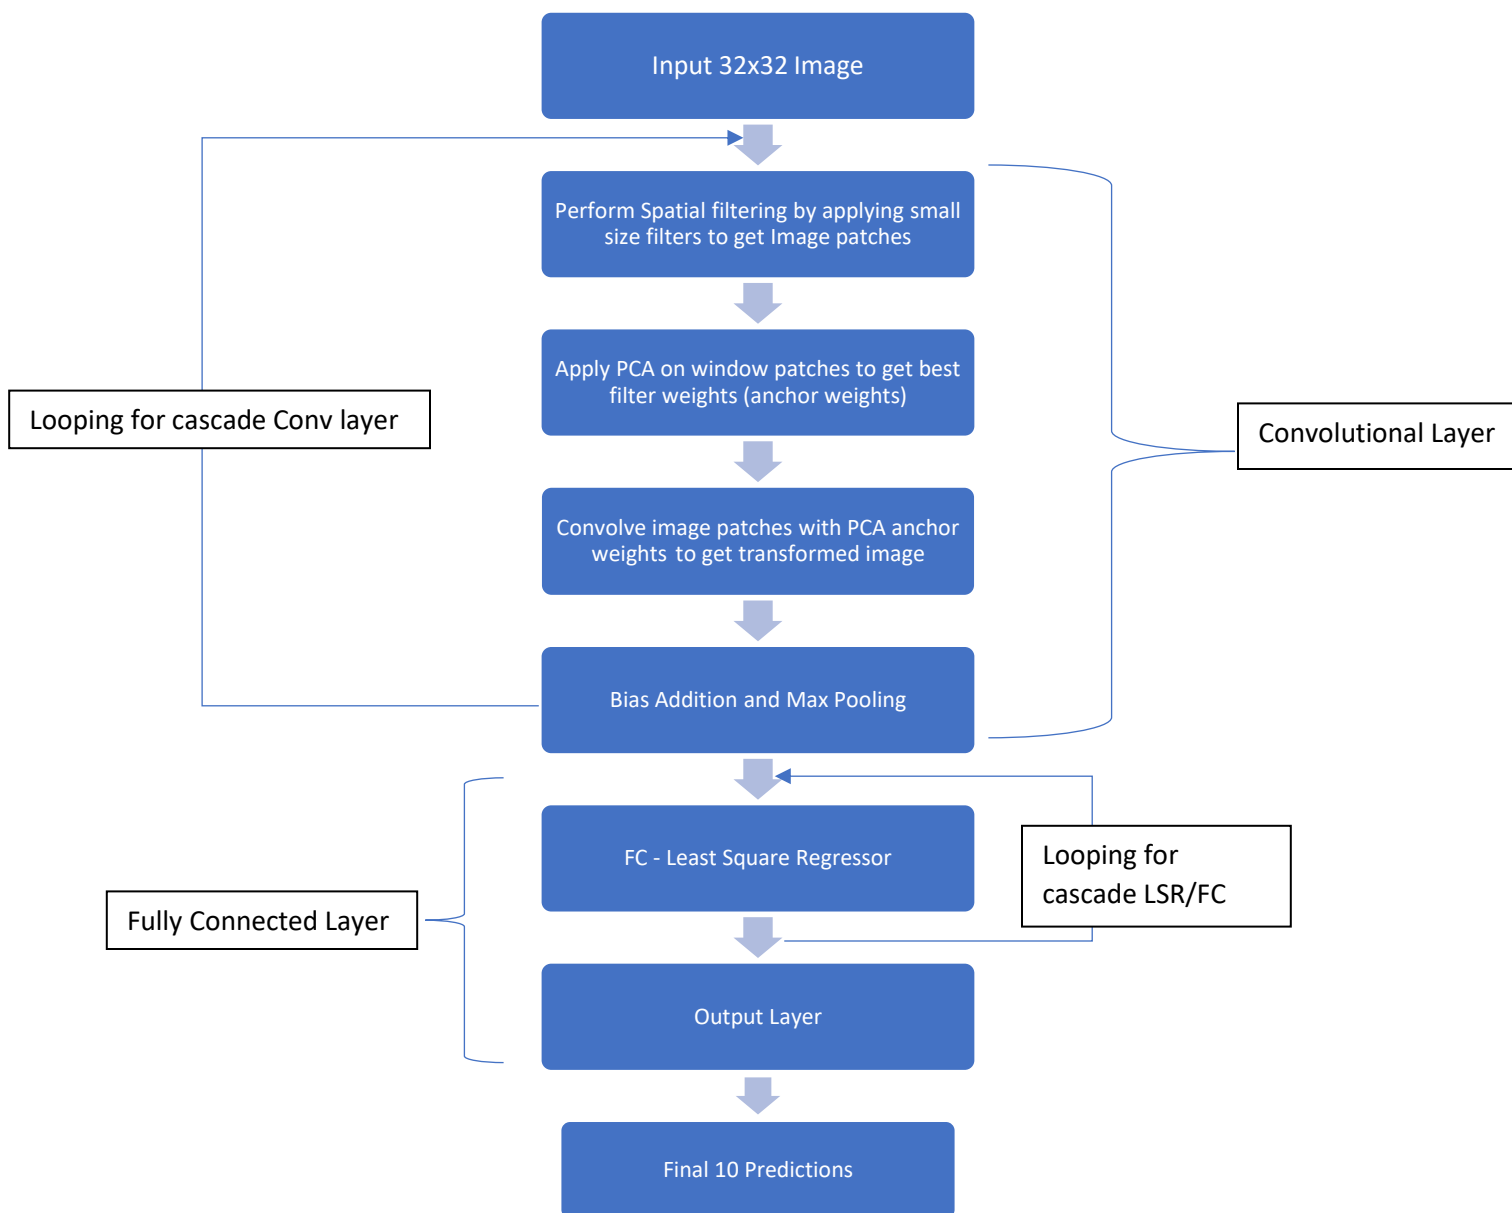 Input 32x32 Image
Perform Spatial filtering by applying small
size filters to get Image patches
Apply PCA on window patches to get best
filter weights (anchor weights)
Looping for cascade Conv layer
Convolutional Layer
Convolve image patches with PCA anchor
weights to get transformed image
Bias Addition and Max Pooling
FC - Least Square Regressor
Looping for
cascade LSR/FC
Fully Connected Layer
Output Layer
Final 10 Predictions